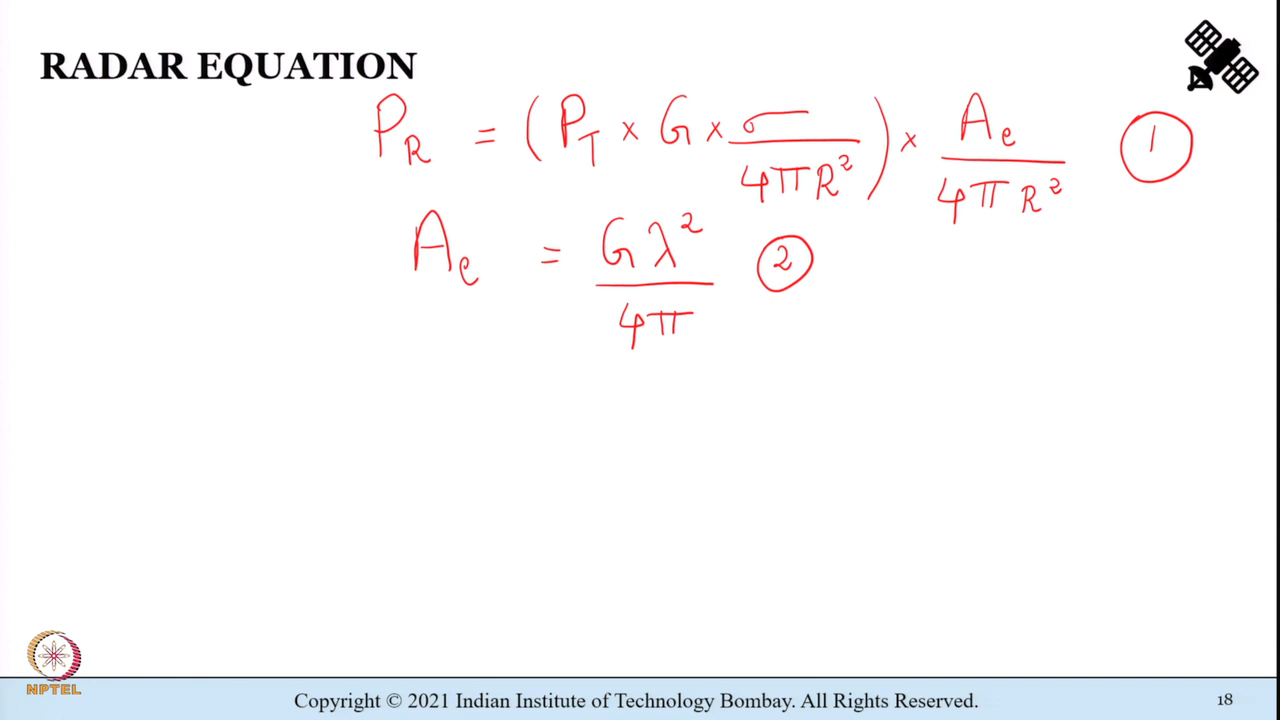 RADAR EQUATION
P_R = (P_T × G × σ / 4πR²) × A_e / 4πR² ①
A_e = Gλ² / 4π ②
NPTEL
Copyright © 2021 Indian Institute of Technology Bombay. All Rights Reserved.
18